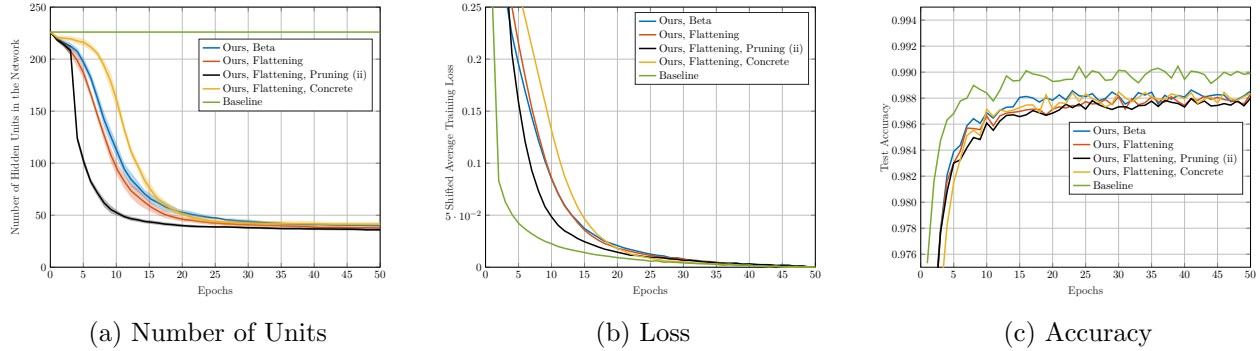 250
200
150
100
50
0
0 5 10 15 20 25 30 35 40 45 50
Number of Hidden Units in the Network
Epochs
Ours, Beta
Ours, Flattening
Ours, Flattening, Pruning (ii)
Ours, Flattening, Concrete
Baseline
(a) Number of Units
0.25
0.2
0.15
0.1
5 · 10⁻²
0
0 5 10 15 20 25 30 35 40 45 50
Shifted Average Training Loss
Epochs
Ours, Beta
Ours, Flattening
Ours, Flattening, Pruning (ii)
Ours, Flattening, Concrete
Baseline
(b) Loss
0.994
0.992
0.990
0.988
0.986
0.984
0.982
0.980
0.978
0.976
0 5 10 15 20 25 30 35 40 45 50
Test Accuracy
Epochs
Ours, Beta
Ours, Flattening
Ours, Flattening, Pruning (ii)
Ours, Flattening, Concrete
Baseline
(c) Accuracy